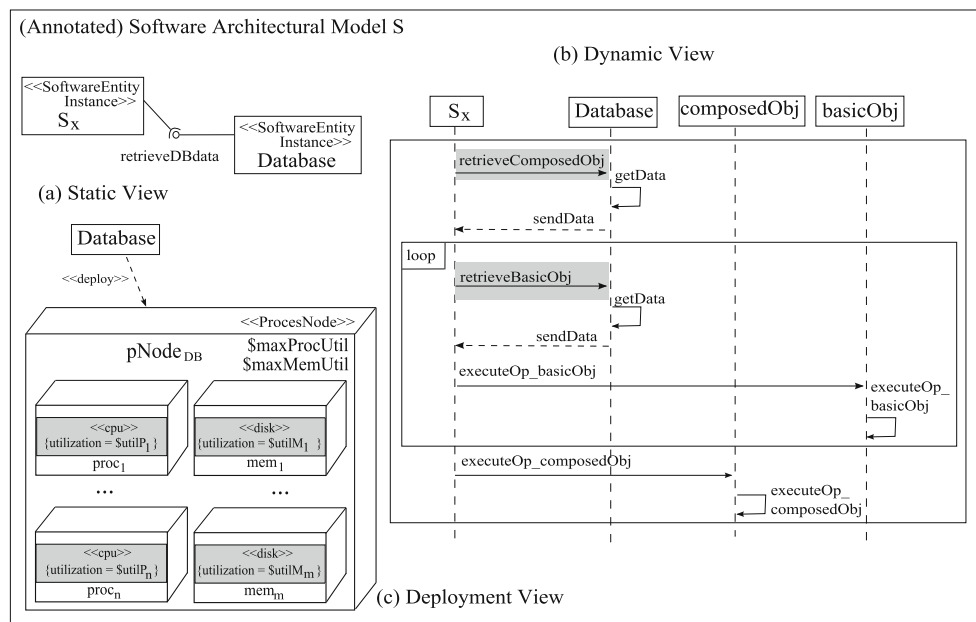 (Annotated) Software Architectural Model S
<<SoftwareEntity
Instance>>
Sx
retrieveDBdata
<<SoftwareEntity
Instance>>
Database
(a) Static View
Database
<<deploy>>
<<ProcesNode>>
pNodeDB
$maxProcUtil
$maxMemUtil
<<cpu>>
{utilization = $utilP1}
proc1
<<disk>>
{utilization = $utilM1}
mem1
...
...
<<cpu>>
{utilization = $utilPn}
procn
<<disk>>
{utilization = $utilMm}
memm
(c) Deployment View
(b) Dynamic View
Sx
Database
composedObj
basicObj
retrieveComposedObj
getData
sendData
loop
retrieveBasicObj
getData
sendData
executeOp_basicObj
executeOp_
basicObj
executeOp_composedObj
executeOp_
composedObj